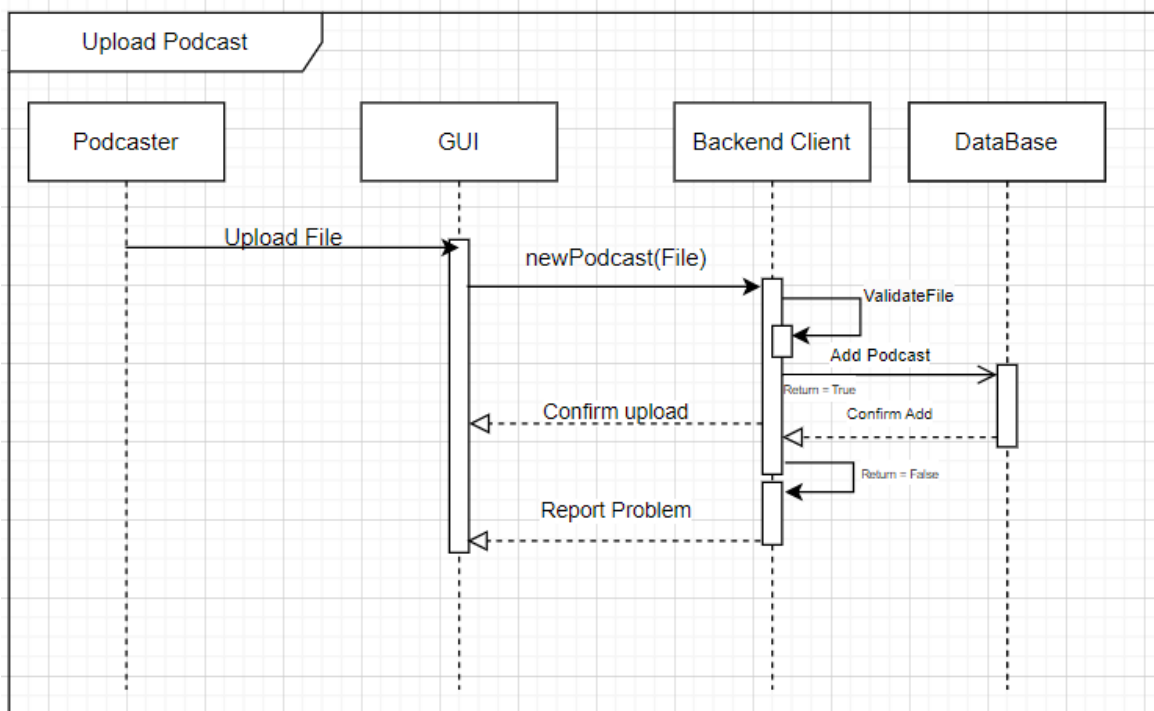 Upload Podcast
Podcaster
GUI
Backend Client
DataBase
Upload File
newPodcast(File)
ValidateFile
Add Podcast
Return = True
Confirm upload
Confirm Add
Return = False
Report Problem